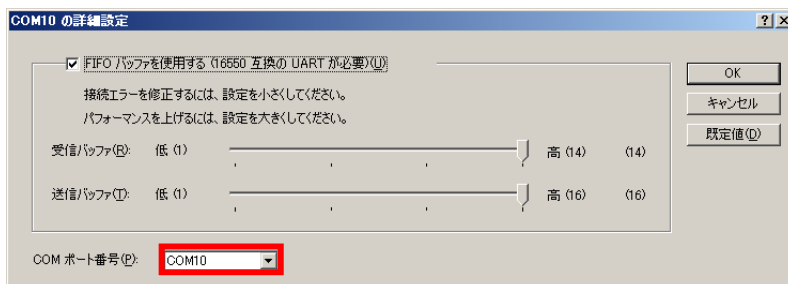 COM10 の詳細設定
FIFO バッファを使用する (16550 互換の UART が必要)(U)
OK
接続エラーを修正するには、設定を小さくしてください。
キャンセル
パフォーマンスを上げるには、設定を大きくしてください。
既定値(D)
受信バッファ(R): 低 (1) 高 (14) (14)
送信バッファ(T): 低 (1) 高 (16) (16)
COM ポート番号(P): COM10